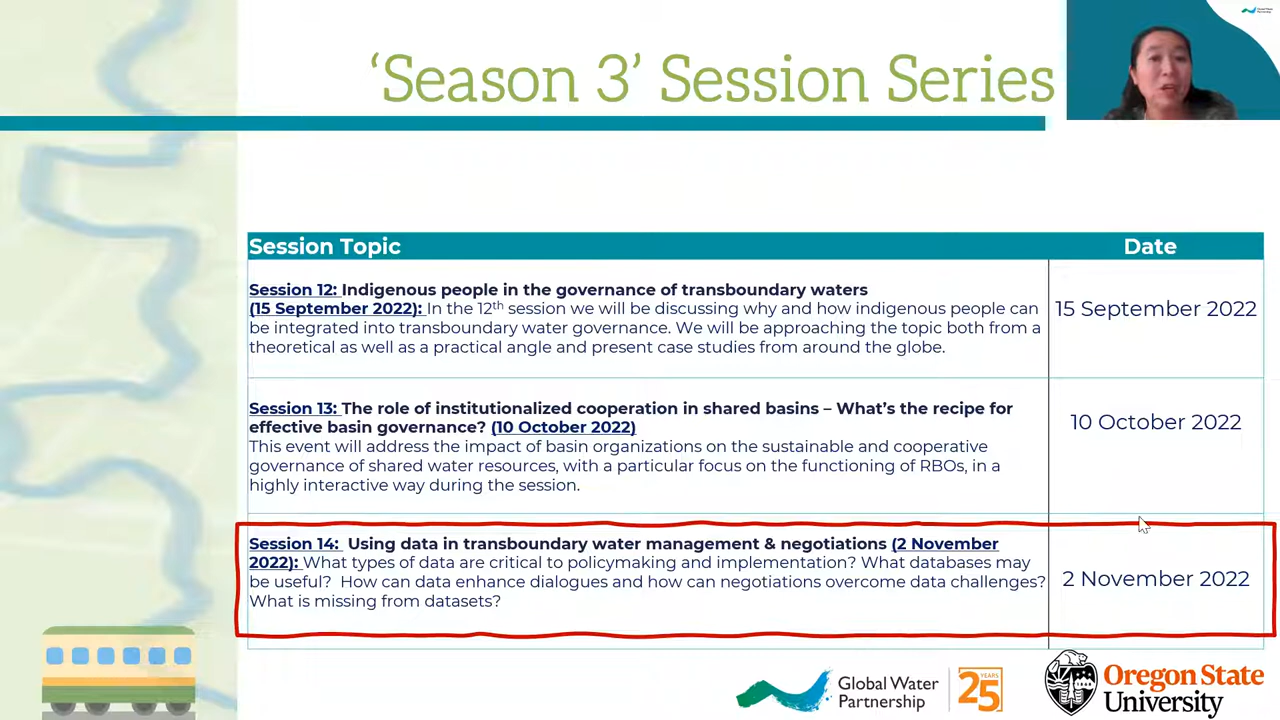 ‘Season 3’ Session Series
Session Topic
Date
Session 12: Indigenous people in the governance of transboundary waters
(15 September 2022): In the 12th session we will be discussing why and how indigenous people can
be integrated into transboundary water governance. We will be approaching the topic both from a
theoretical as well as a practical angle and present case studies from around the globe.
15 September 2022
Session 13: The role of institutionalized cooperation in shared basins – What’s the recipe for
effective basin governance? (10 October 2022)
This event will address the impact of basin organizations on the sustainable and cooperative
governance of shared water resources, with a particular focus on the functioning of RBOs, in a
highly interactive way during the session.
10 October 2022
Session 14: Using data in transboundary water management & negotiations (2 November
2022): What types of data are critical to policymaking and implementation? What databases may
be useful? How can data enhance dialogues and how can negotiations overcome data challenges?
What is missing from datasets?
2 November 2022
Global Water
Partnership
YEARS
25
Oregon State
University